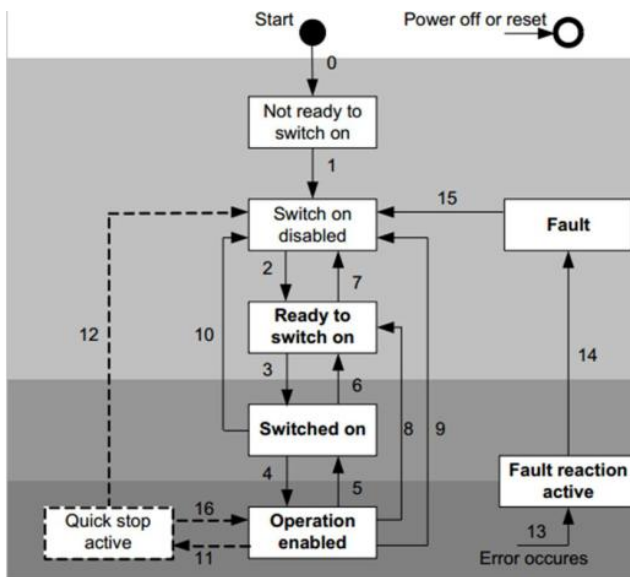 Start
Power off or reset
0
Not ready to
switch on
1
Switch on
disabled
15
Fault
2
7
Ready to
switch on
12
10
14
3
6
8
9
Switched on
4
5
Fault reaction
active
Quick stop
active
16
11
Operation
enabled
13
Error occures